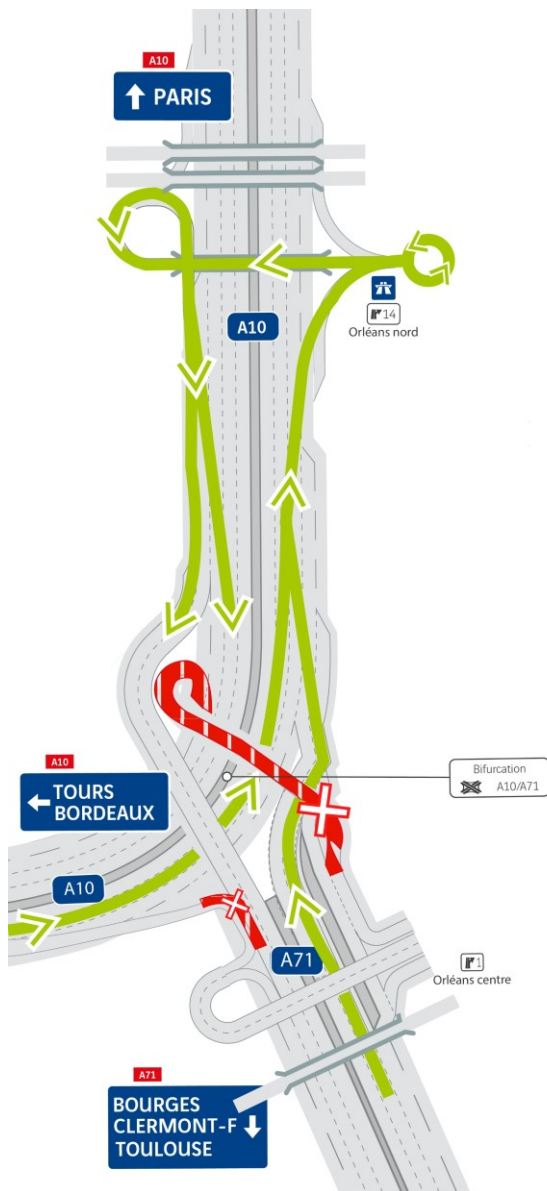 A10
PARIS
A10
14
Orléans nord
A10
TOURS
BORDEAUX
Bifurcation
A10/A71
A10
A71
1
Orléans centre
A71
BOURGES
CLERMONT-F
TOULOUSE